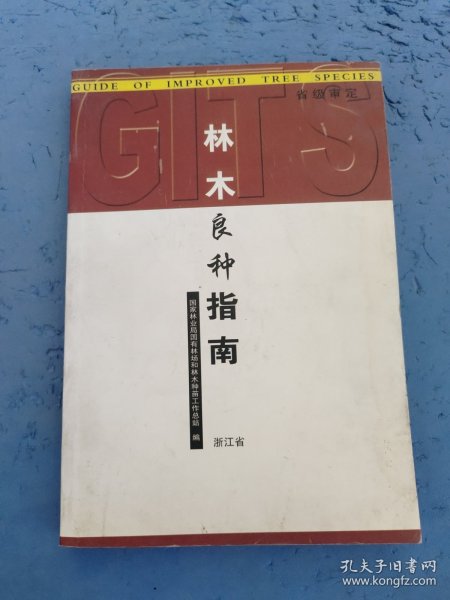 GUIDE OF IMPROVED TREE SPECIES
GITS
省级审定
林木良种指南
国家林业局国有林场和林木种苗工作总站 编
浙江省
孔夫子旧书网
www.kongfz.com